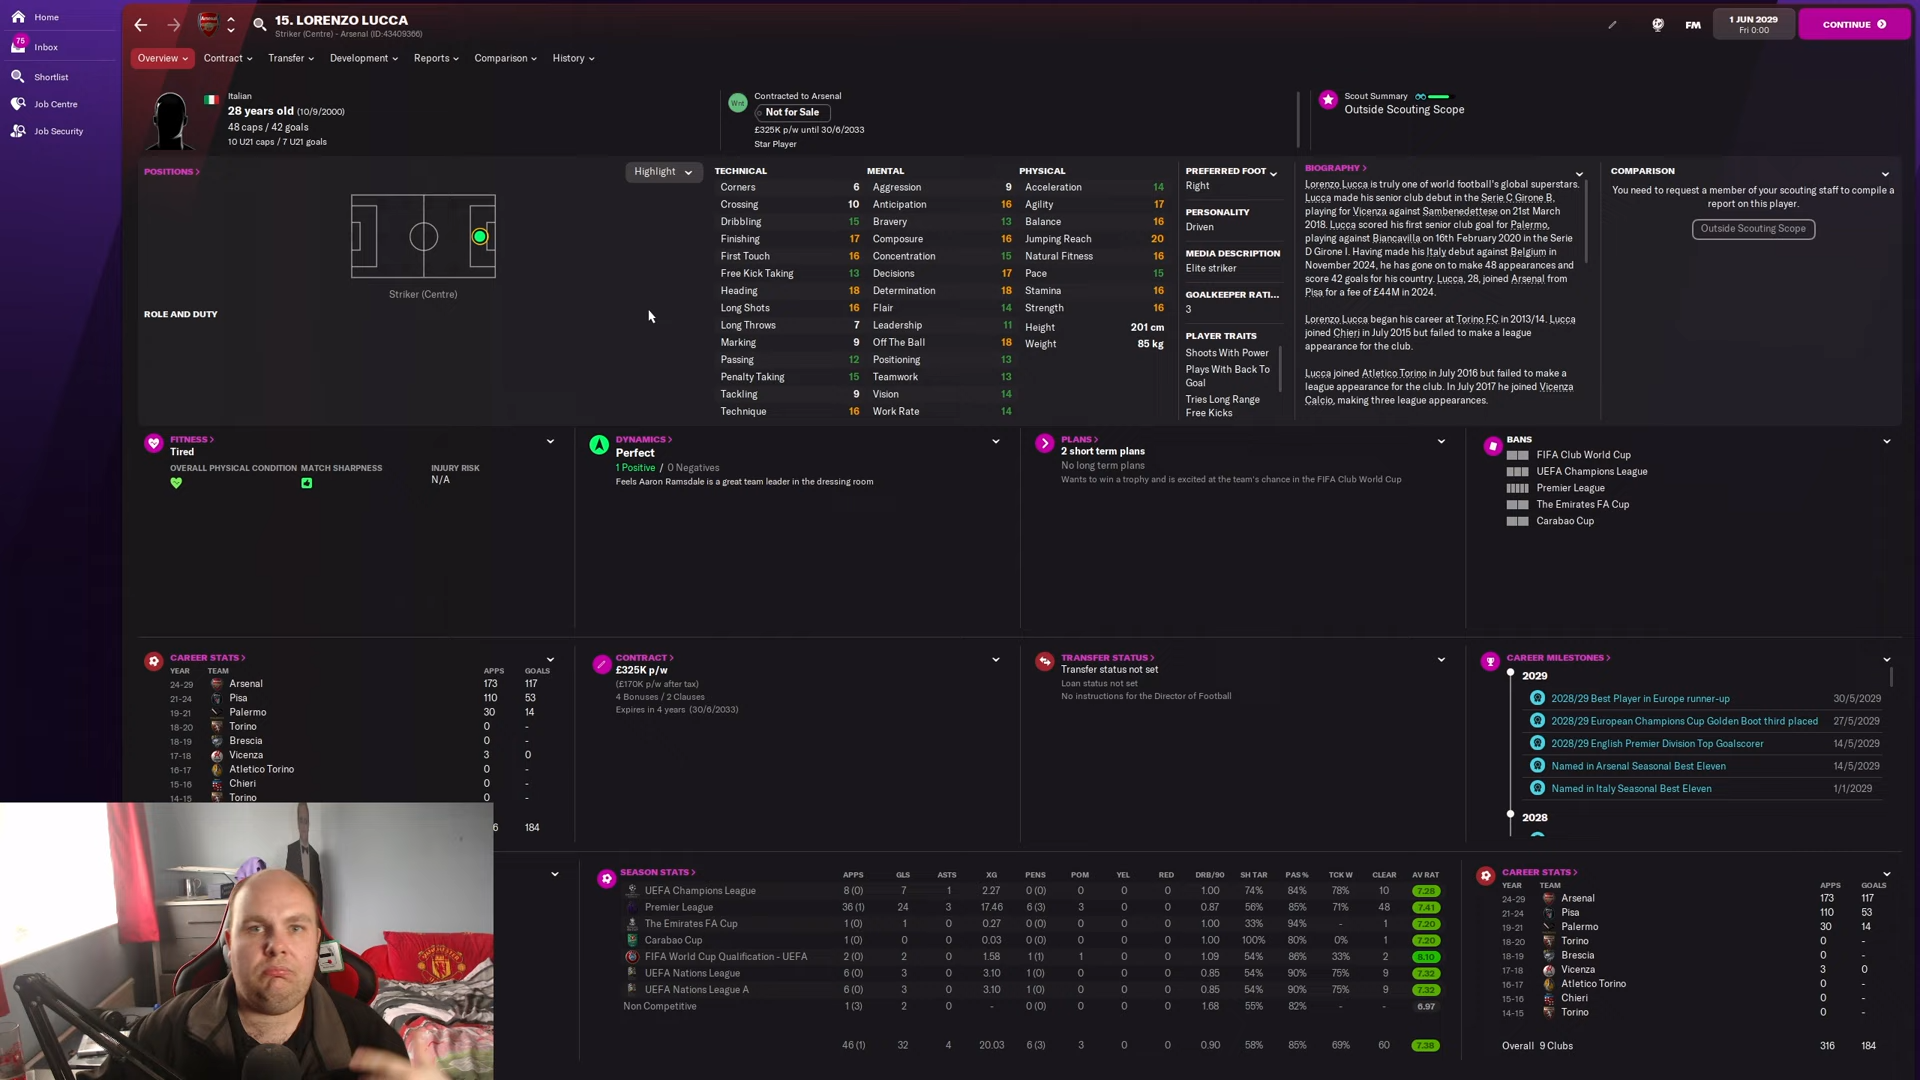 Home
75
Inbox
Shortlist
Job Centre
Job Security
15. LORENZO LUCCA
Striker (Centre) - Arsenal (ID:43409366)
FM
1 JUN 2029
Fri 0:00
CONTINUE
Overview
Contract
Transfer
Development
Reports
Comparison
History
Italian
28 years old (10/9/2000)
48 caps / 42 goals
10 U21 caps / 7 U21 goals
Wnt
Contracted to Arsenal
Not for Sale
£325K p/w until 30/6/2033
Star Player
Scout Summary
Outside Scouting Scope
POSITIONS >
Highlight
Striker (Centre)
ROLE AND DUTY
TECHNICAL
Corners 6
Crossing 10
Dribbling 15
Finishing 17
First Touch 16
Free Kick Taking 13
Heading 18
Long Shots 16
Long Throws 7
Marking 9
Passing 12
Penalty Taking 15
Tackling 9
Technique 16
MENTAL
Aggression 9
Anticipation 16
Bravery 13
Composure 16
Concentration 15
Decisions 17
Determination 18
Flair 14
Leadership 11
Off The Ball 18
Positioning 13
Teamwork 13
Vision 14
Work Rate 14
PHYSICAL
Acceleration 14
Agility 17
Balance 16
Jumping Reach 20
Natural Fitness 16
Pace 15
Stamina 16
Strength 16
Height 201 cm
Weight 85 kg
PREFERRED FOOT
Right
PERSONALITY
Driven
MEDIA DESCRIPTION
Elite striker
GOALKEEPER RATI...
3
PLAYER TRAITS
Shoots With Power
Plays With Back To
Goal
Tries Long Range
Free Kicks
BIOGRAPHY >
Lorenzo Lucca is truly one of world football's global superstars.
Lucca made his senior club debut in the Serie C Girone B,
playing for Vicenza against Sambenedettese on 21st March
2018. Lucca scored his first senior club goal for Palermo,
playing against Biancavilla on 16th February 2020 in the Serie
D Girone I. Having made his Italy debut against Belgium in
November 2024, he has gone on to make 48 appearances and
score 42 goals for his country. Lucca, 28, joined Arsenal from
Pisa for a fee of £44M in 2024.
Lorenzo Lucca began his career at Torino FC in 2013/14. Lucca
joined Chieri in July 2015 but failed to make a league
appearance for the club.
Lucca joined Atletico Torino in July 2016 but failed to make a
league appearance for the club. In July 2017 he joined Vicenza
Calcio, making three league appearances.
COMPARISON
You need to request a member of your scouting staff to compile a
report on this player.
Outside Scouting Scope
FITNESS >
Tired
OVERALL PHYSICAL CONDITION MATCH SHARPNESS INJURY RISK
N/A
DYNAMICS >
Perfect
1 Positive / 0 Negatives
Feels Aaron Ramsdale is a great team leader in the dressing room
PLANS >
2 short term plans
No long term plans
Wants to win a trophy and is excited at the team's chance in the FIFA Club World Cup
BANS
FIFA Club World Cup
UEFA Champions League
Premier League
The Emirates FA Cup
Carabao Cup
CAREER STATS >
YEAR TEAM APPS GOALS
24-29 Arsenal 173 117
21-24 Pisa 110 53
19-21 Palermo 30 14
18-20 Torino 0 -
18-19 Brescia 0 -
17-18 Vicenza 3 0
16-17 Atletico Torino 0 -
15-16 Chieri 0 -
14-15 Torino 0 -
6 184
CONTRACT >
£325K p/w
(£170K p/w after tax)
4 Bonuses / 2 Clauses
Expires in 4 years (30/6/2033)
TRANSFER STATUS >
Transfer status not set
Loan status not set
No instructions for the Director of Football
CAREER MILESTONES >
2029
2028/29 Best Player in Europe runner-up 30/5/2029
2028/29 European Champions Cup Golden Boot third placed 27/5/2029
2028/29 English Premier Division Top Goalscorer 14/5/2029
Named in Arsenal Seasonal Best Eleven 14/5/2029
Named in Italy Seasonal Best Eleven 1/1/2029
2028
SEASON STATS > APPS GLS ASTS XG PENS POM YEL RED DRB/90 SH TAR PAS % TCK W CLEAR AV RAT
UEFA Champions League 8 (0) 7 1 2.27 0 (0) 0 0 0 1.00 74% 84% 78% 10 7.28
Premier League 36 (1) 24 3 17.46 6 (3) 3 0 0 0.87 56% 85% 71% 48 7.41
The Emirates FA Cup 1 (0) 1 0 0.27 0 (0) 0 0 0 1.00 33% 94% - 1 7.20
Carabao Cup 1 (0) 0 0 0.03 0 (0) 0 0 0 1.00 100% 80% 0% 1 7.20
FIFA World Cup Qualification - UEFA 2 (0) 2 0 1.58 1 (1) 1 0 0 1.09 54% 86% 33% 2 8.10
UEFA Nations League 6 (0) 3 0 3.10 1 (0) 0 0 0 0.85 54% 90% 75% 9 7.32
UEFA Nations League A 6 (0) 3 0 3.10 1 (0) 0 0 0 0.85 54% 90% 75% 9 7.32
Non Competitive 1 (3) 2 0 - 0 (0) 0 0 0 1.68 55% 82% - - 6.97
46 (1) 32 4 20.03 6 (3) 3 0 0 0.90 58% 85% 69% 60 7.38
CAREER STATS >
YEAR TEAM APPS GOALS
24-29 Arsenal 173 117
21-24 Pisa 110 53
19-21 Palermo 30 14
18-20 Torino 0 -
18-19 Brescia 0 -
17-18 Vicenza 3 0
16-17 Atletico Torino 0 -
15-16 Chieri 0 -
14-15 Torino 0 -
Overall 9 Clubs 316 184